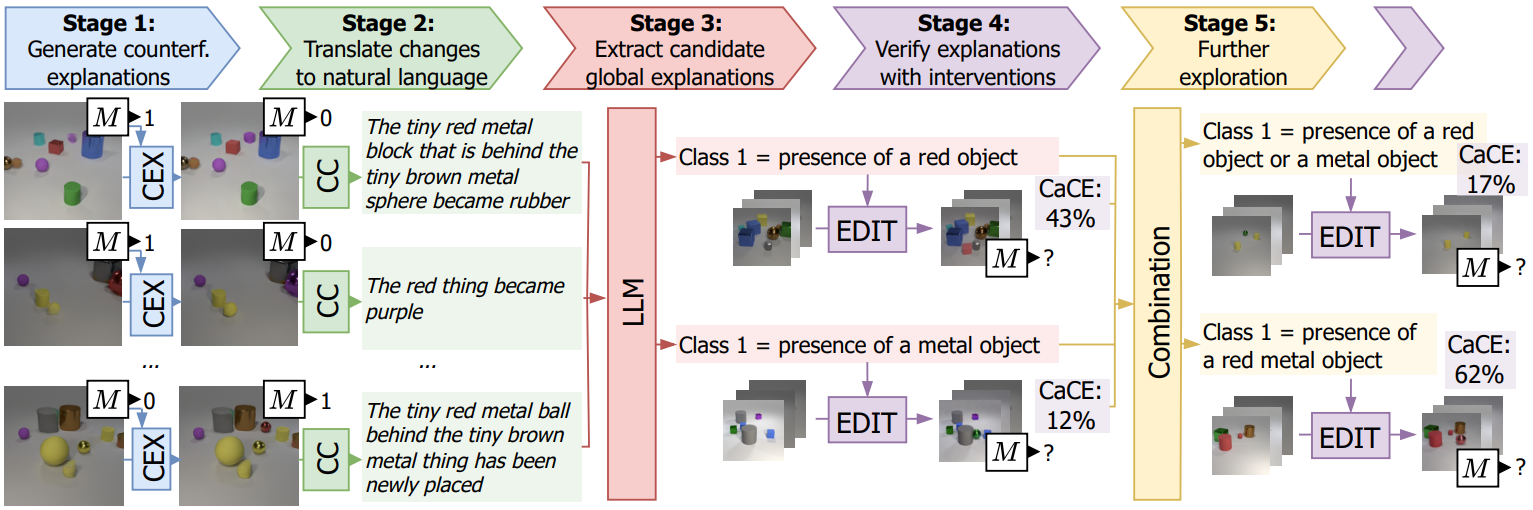 Stage 1:
Generate counterf.
explanations
Stage 2:
Translate changes
to natural language
Stage 3:
Extract candidate
global explanations
Stage 4:
Verify explanations
with interventions
Stage 5:
Further
exploration
M 1
CEX
M 0
CC
The tiny red metal
block that is behind the
tiny brown metal
sphere became rubber
M 1
CEX
M 0
CC
The red thing became
purple
...
...
M 0
CEX
M 1
CC
The tiny red metal ball
behind the tiny brown
metal thing has been
newly placed
LLM
Class 1 = presence of a red object
EDIT
M ?
CaCE:
43%
Class 1 = presence of a metal object
EDIT
M ?
CaCE:
12%
Combination
Class 1 = presence of a red
object or a metal object
EDIT
M ?
CaCE:
17%
Class 1 = presence of
a red metal object
EDIT
M ?
CaCE:
62%